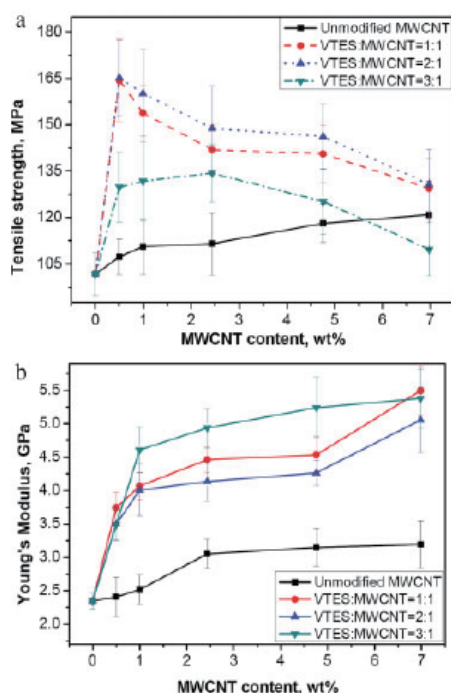 a
Unmodified MWCNT
VTES:MWCNT=1:1
VTES:MWCNT=2:1
VTES:MWCNT=3:1
Tensile strength, MPa
180
165
150
135
120
105
0 1 2 3 4 5 6 7
MWCNT content, wt%
b
Young's Modulus, GPa
5.5
5.0
4.5
4.0
3.5
3.0
2.5
2.0
Unmodified MWCNT
VTES:MWCNT=1:1
VTES:MWCNT=2:1
VTES:MWCNT=3:1
0 1 2 3 4 5 6 7
MWCNT content, wt%